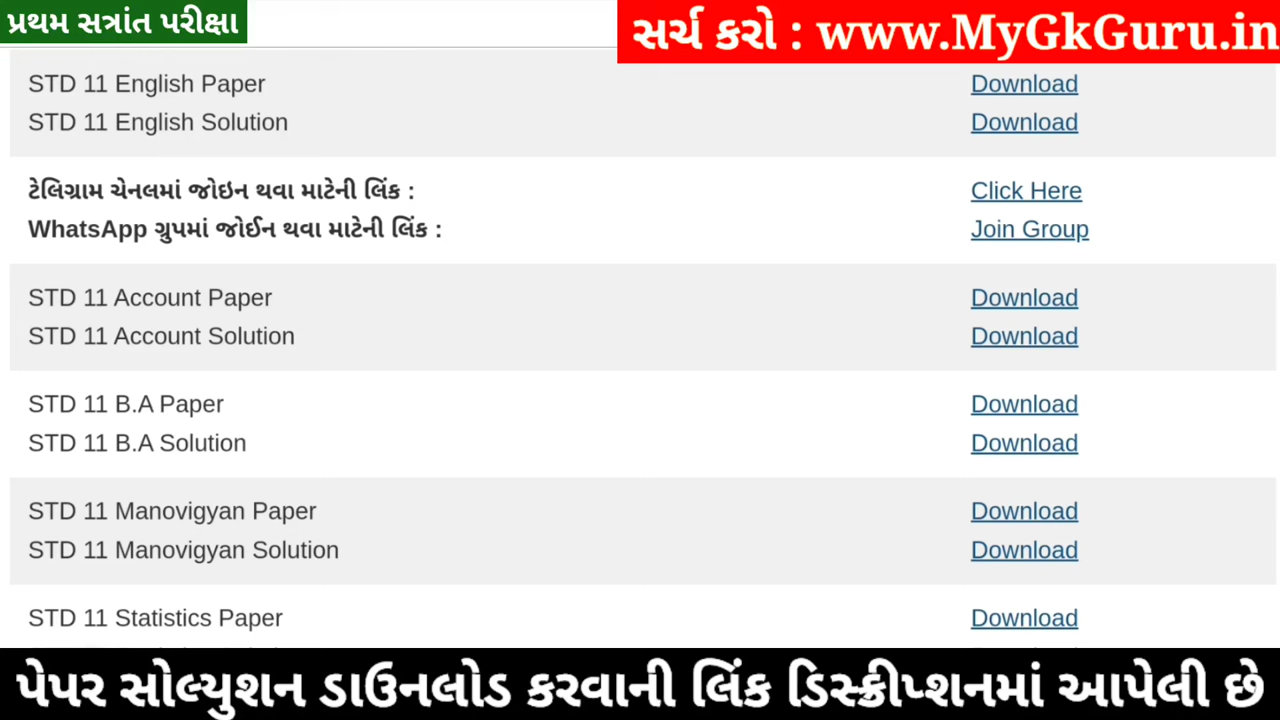 પ્રથમ સત્રાંત પરીક્ષા
સર્ચ કરો : www.MyGkGuru.in
STD 11 English Paper Download
STD 11 English Solution Download
ટેલિગ્રામ ચેનલમાં જોઇન થવા માટેની લિંક : Click Here
WhatsApp ગ્રુપમાં જોઈન થવા માટેની લિંક : Join Group
STD 11 Account Paper Download
STD 11 Account Solution Download
STD 11 B.A Paper Download
STD 11 B.A Solution Download
STD 11 Manovigyan Paper Download
STD 11 Manovigyan Solution Download
STD 11 Statistics Paper Download
પેપર સોલ્યુશન ડાઉનલોડ કરવાની લિંક ડિસ્ક્રીપ્શનમાં આપેલી છે